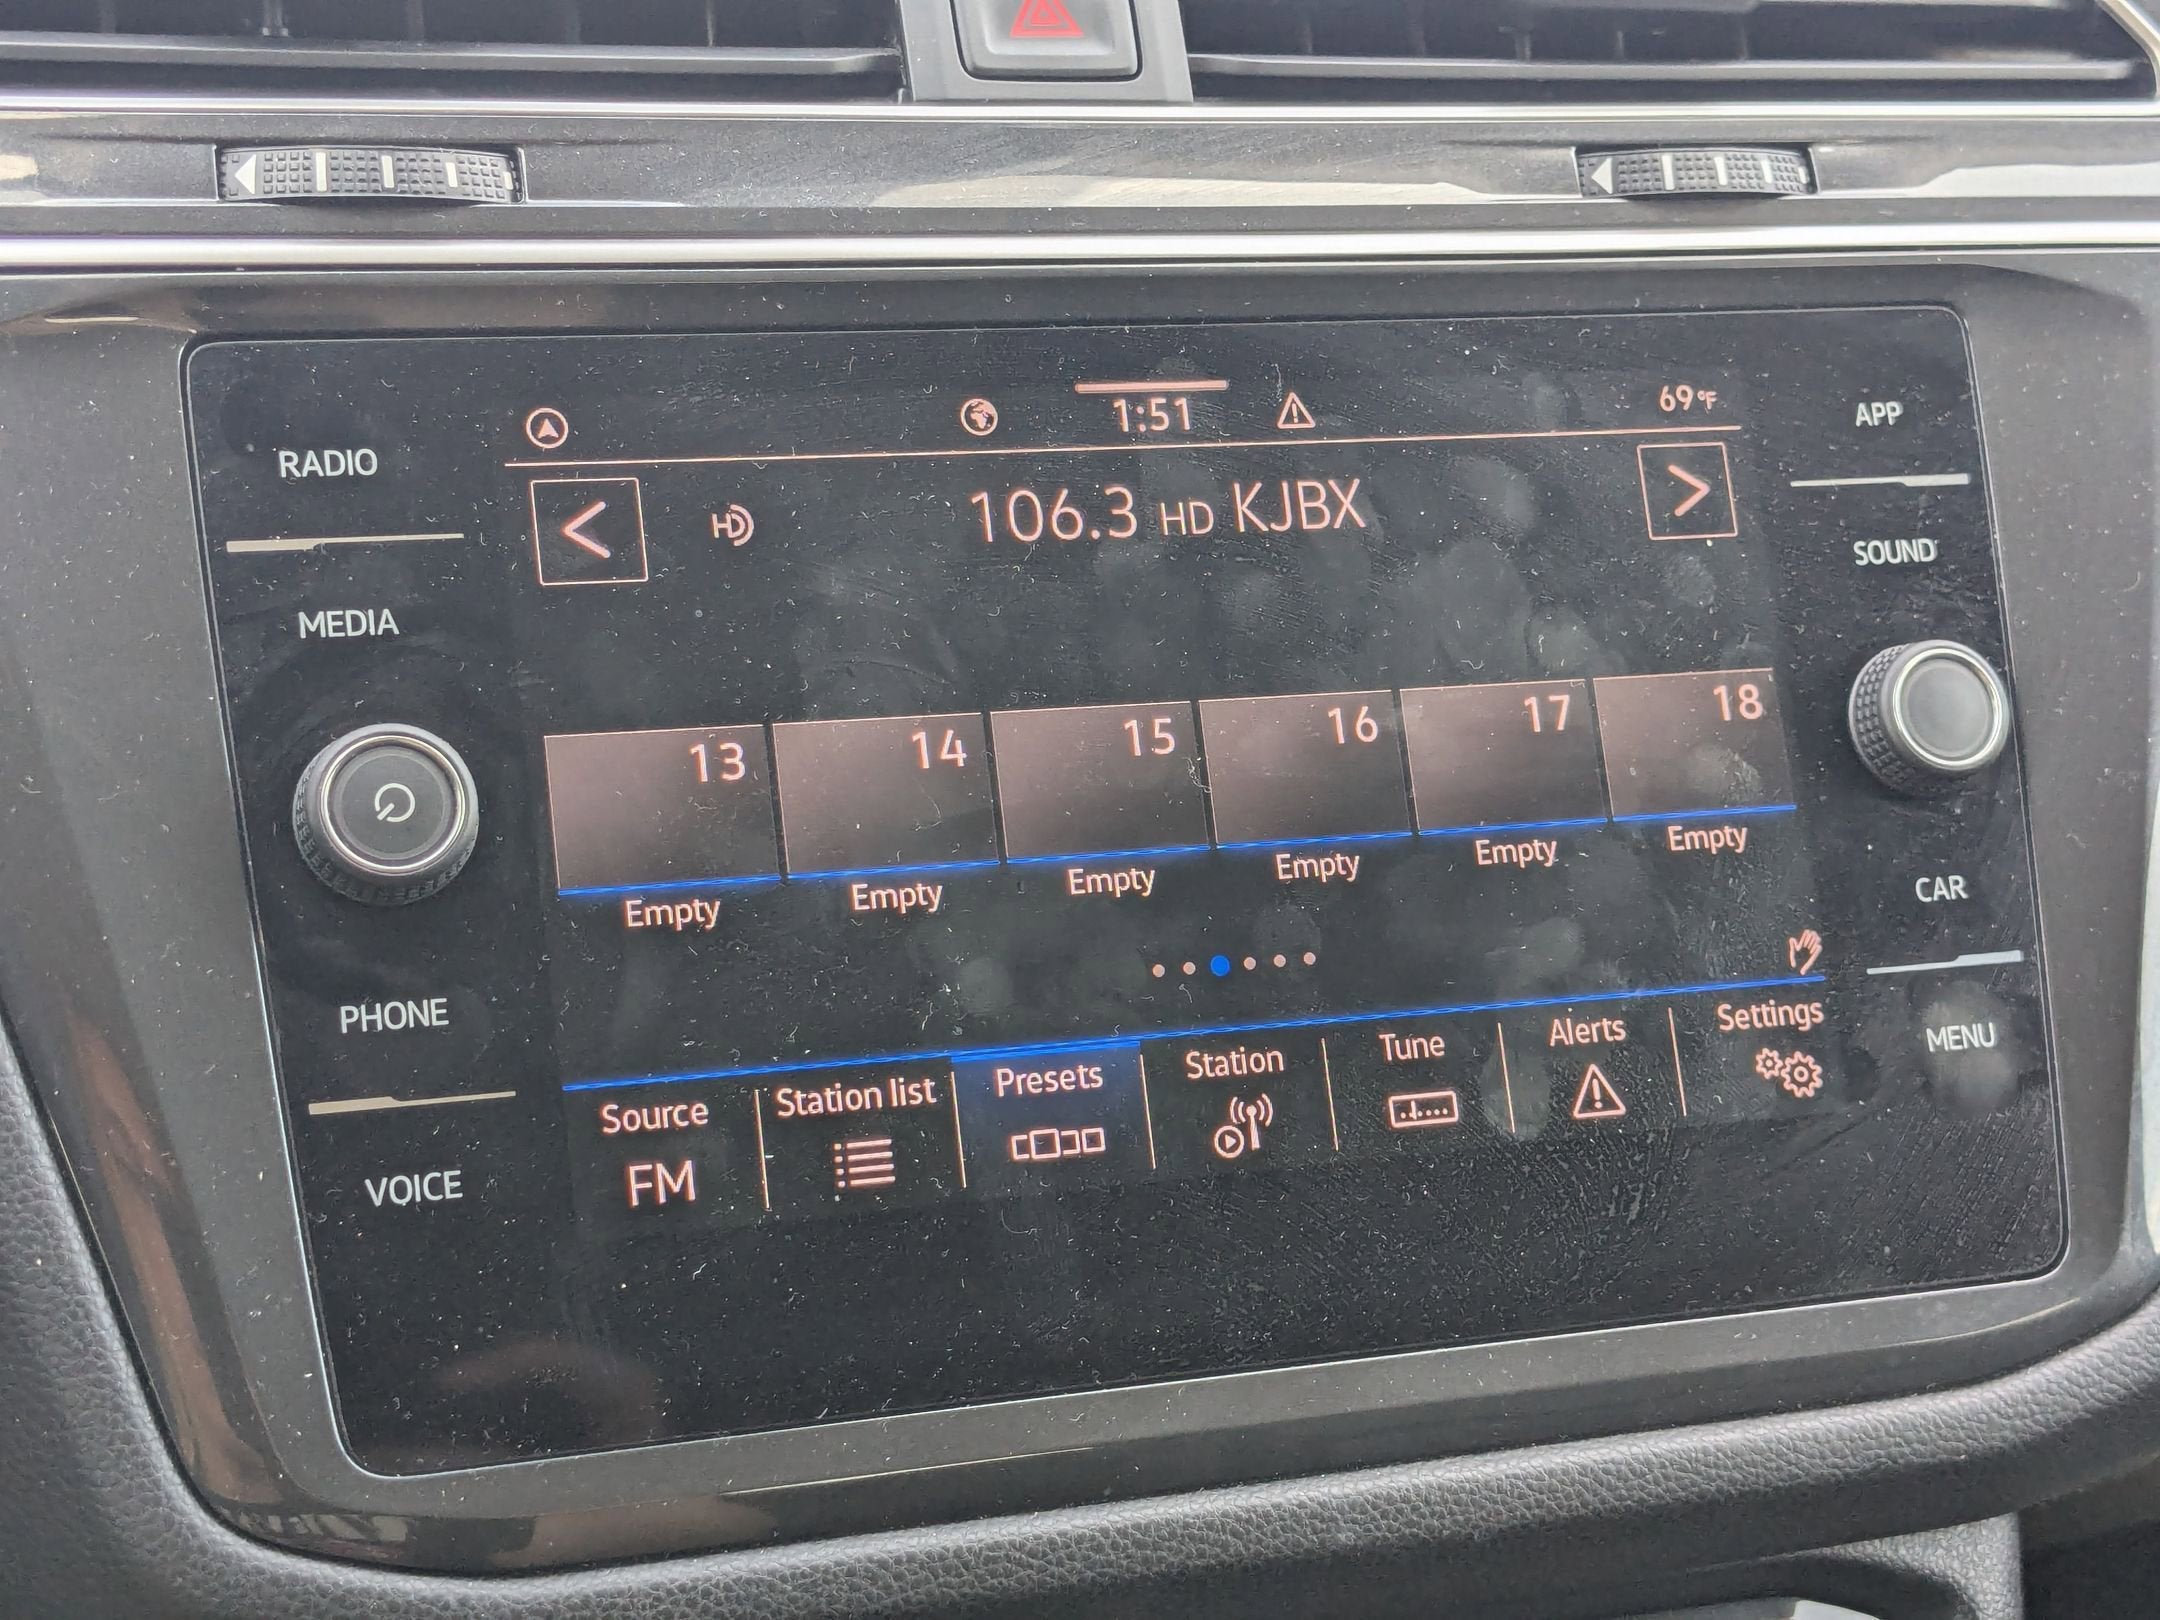 1:51
69°F
RADIO
APP
106.3 HD KJBX
HD
SOUND
MEDIA
13 14 15 16 17 18
Empty Empty Empty Empty Empty Empty
CAR
PHONE
Source Station list Presets Station Tune Alerts Settings
FM
MENU
VOICE